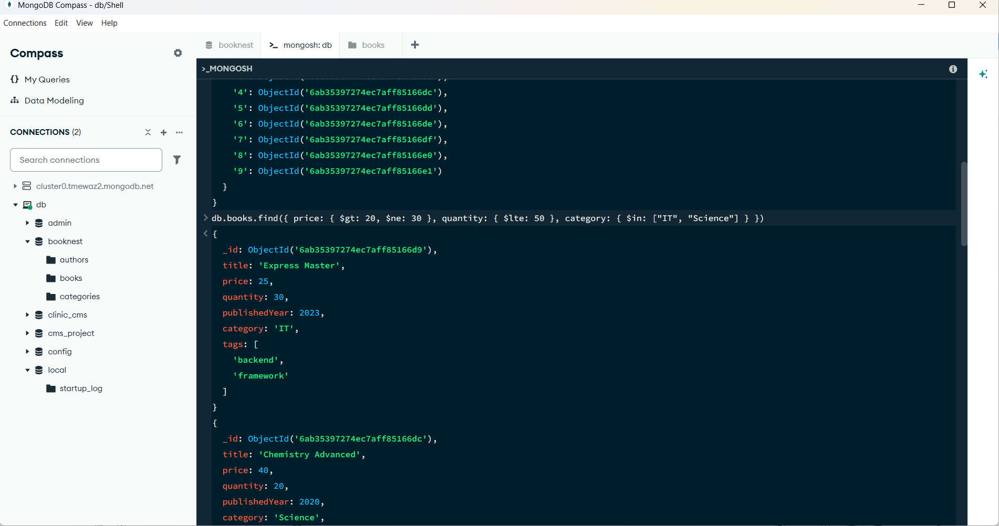 MongoDB Compass - db/Shell
Connections Edit View Help
Compass
My Queries
Data Modeling
CONNECTIONS (2)
Search connections
cluster0.tmewaz2.mongodb.net
db
admin
booknest
authors
books
categories
clinic_cms
cms_project
config
local
startup_log
booknest
>_ mongosh: db
books
>_MONGOSH
'4': ObjectId('6ab35397274ec7aff85166dc'),
'5': ObjectId('6ab35397274ec7aff85166dd'),
'6': ObjectId('6ab35397274ec7aff85166de'),
'7': ObjectId('6ab35397274ec7aff85166df'),
'8': ObjectId('6ab35397274ec7aff85166e0'),
'9': ObjectId('6ab35397274ec7aff85166e1')
}
}
> db.books.find({ price: { $gt: 20, $ne: 30 }, quantity: { $lte: 50 }, category: { $in: ["IT", "Science"] } })
< {
_id: ObjectId('6ab35397274ec7aff85166d9'),
title: 'Express Master',
price: 25,
quantity: 30,
publishedYear: 2023,
category: 'IT',
tags: [
'backend',
'framework'
]
}
{
_id: ObjectId('6ab35397274ec7aff85166dc'),
title: 'Chemistry Advanced',
price: 40,
quantity: 20,
publishedYear: 2020,
category: 'Science',